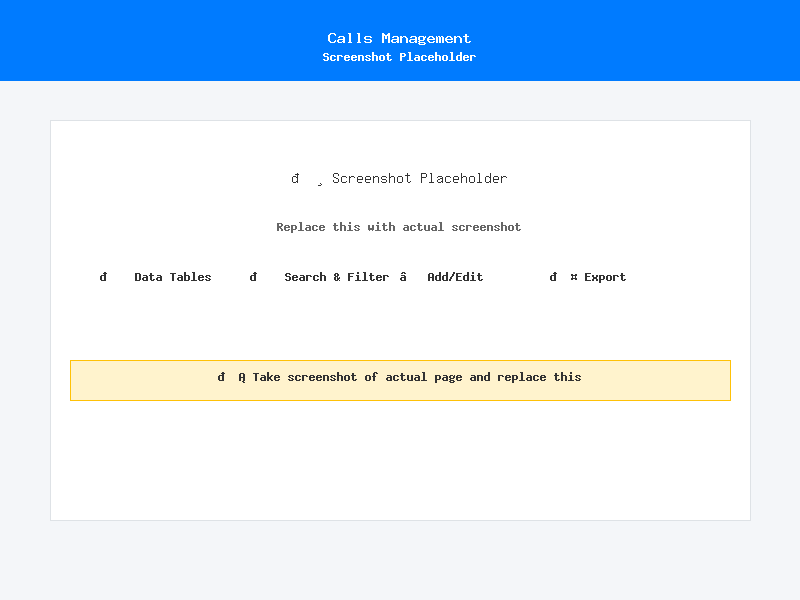 Calls Management
Screenshot Placeholder
đ ¸ Screenshot Placeholder
Replace this with actual screenshot
đ Data Tables đ Search & Filter â Add/Edit đ ¤ Export
đ Ą Take screenshot of actual page and replace this